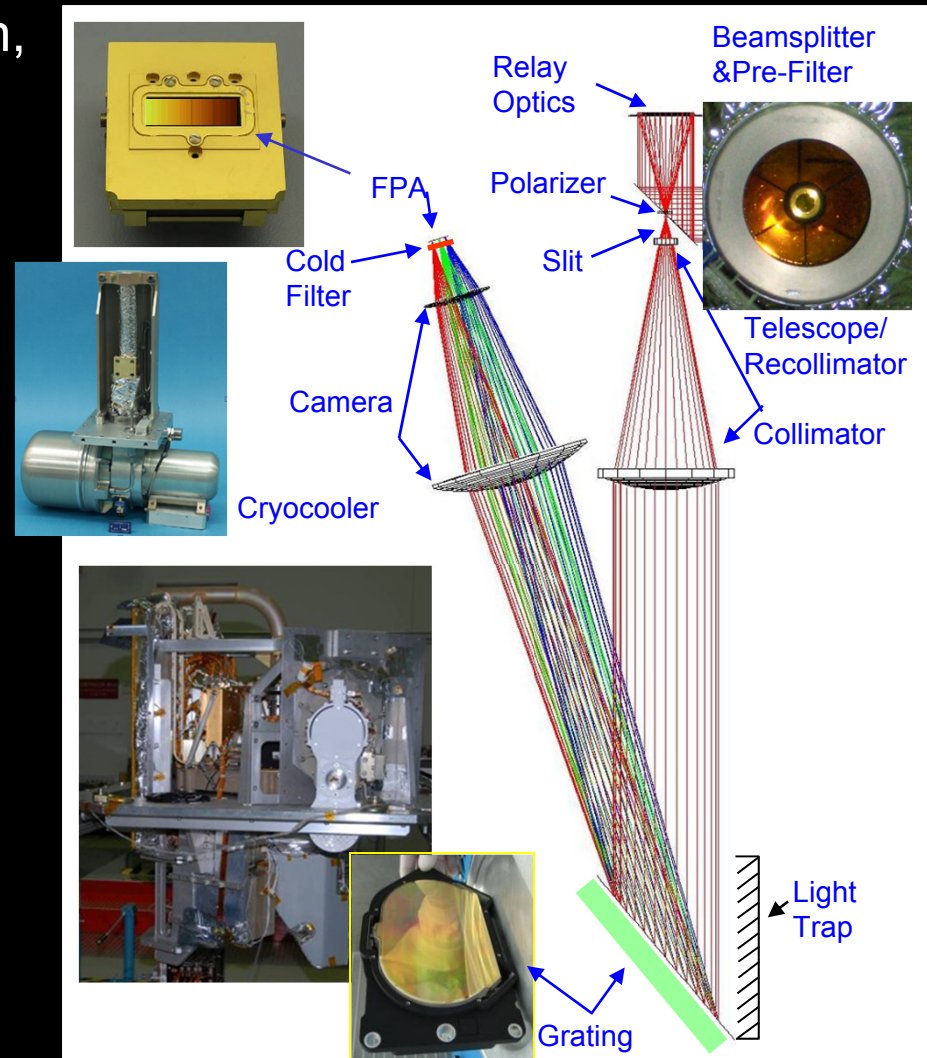 n,
Beamsplitter
&Pre-Filter
Relay
Optics
Polarizer
FPA
Slit
Cold
Filter
Telescope/
Recollimator
Camera
Collimator
Cryocooler
Light
Trap
Grating